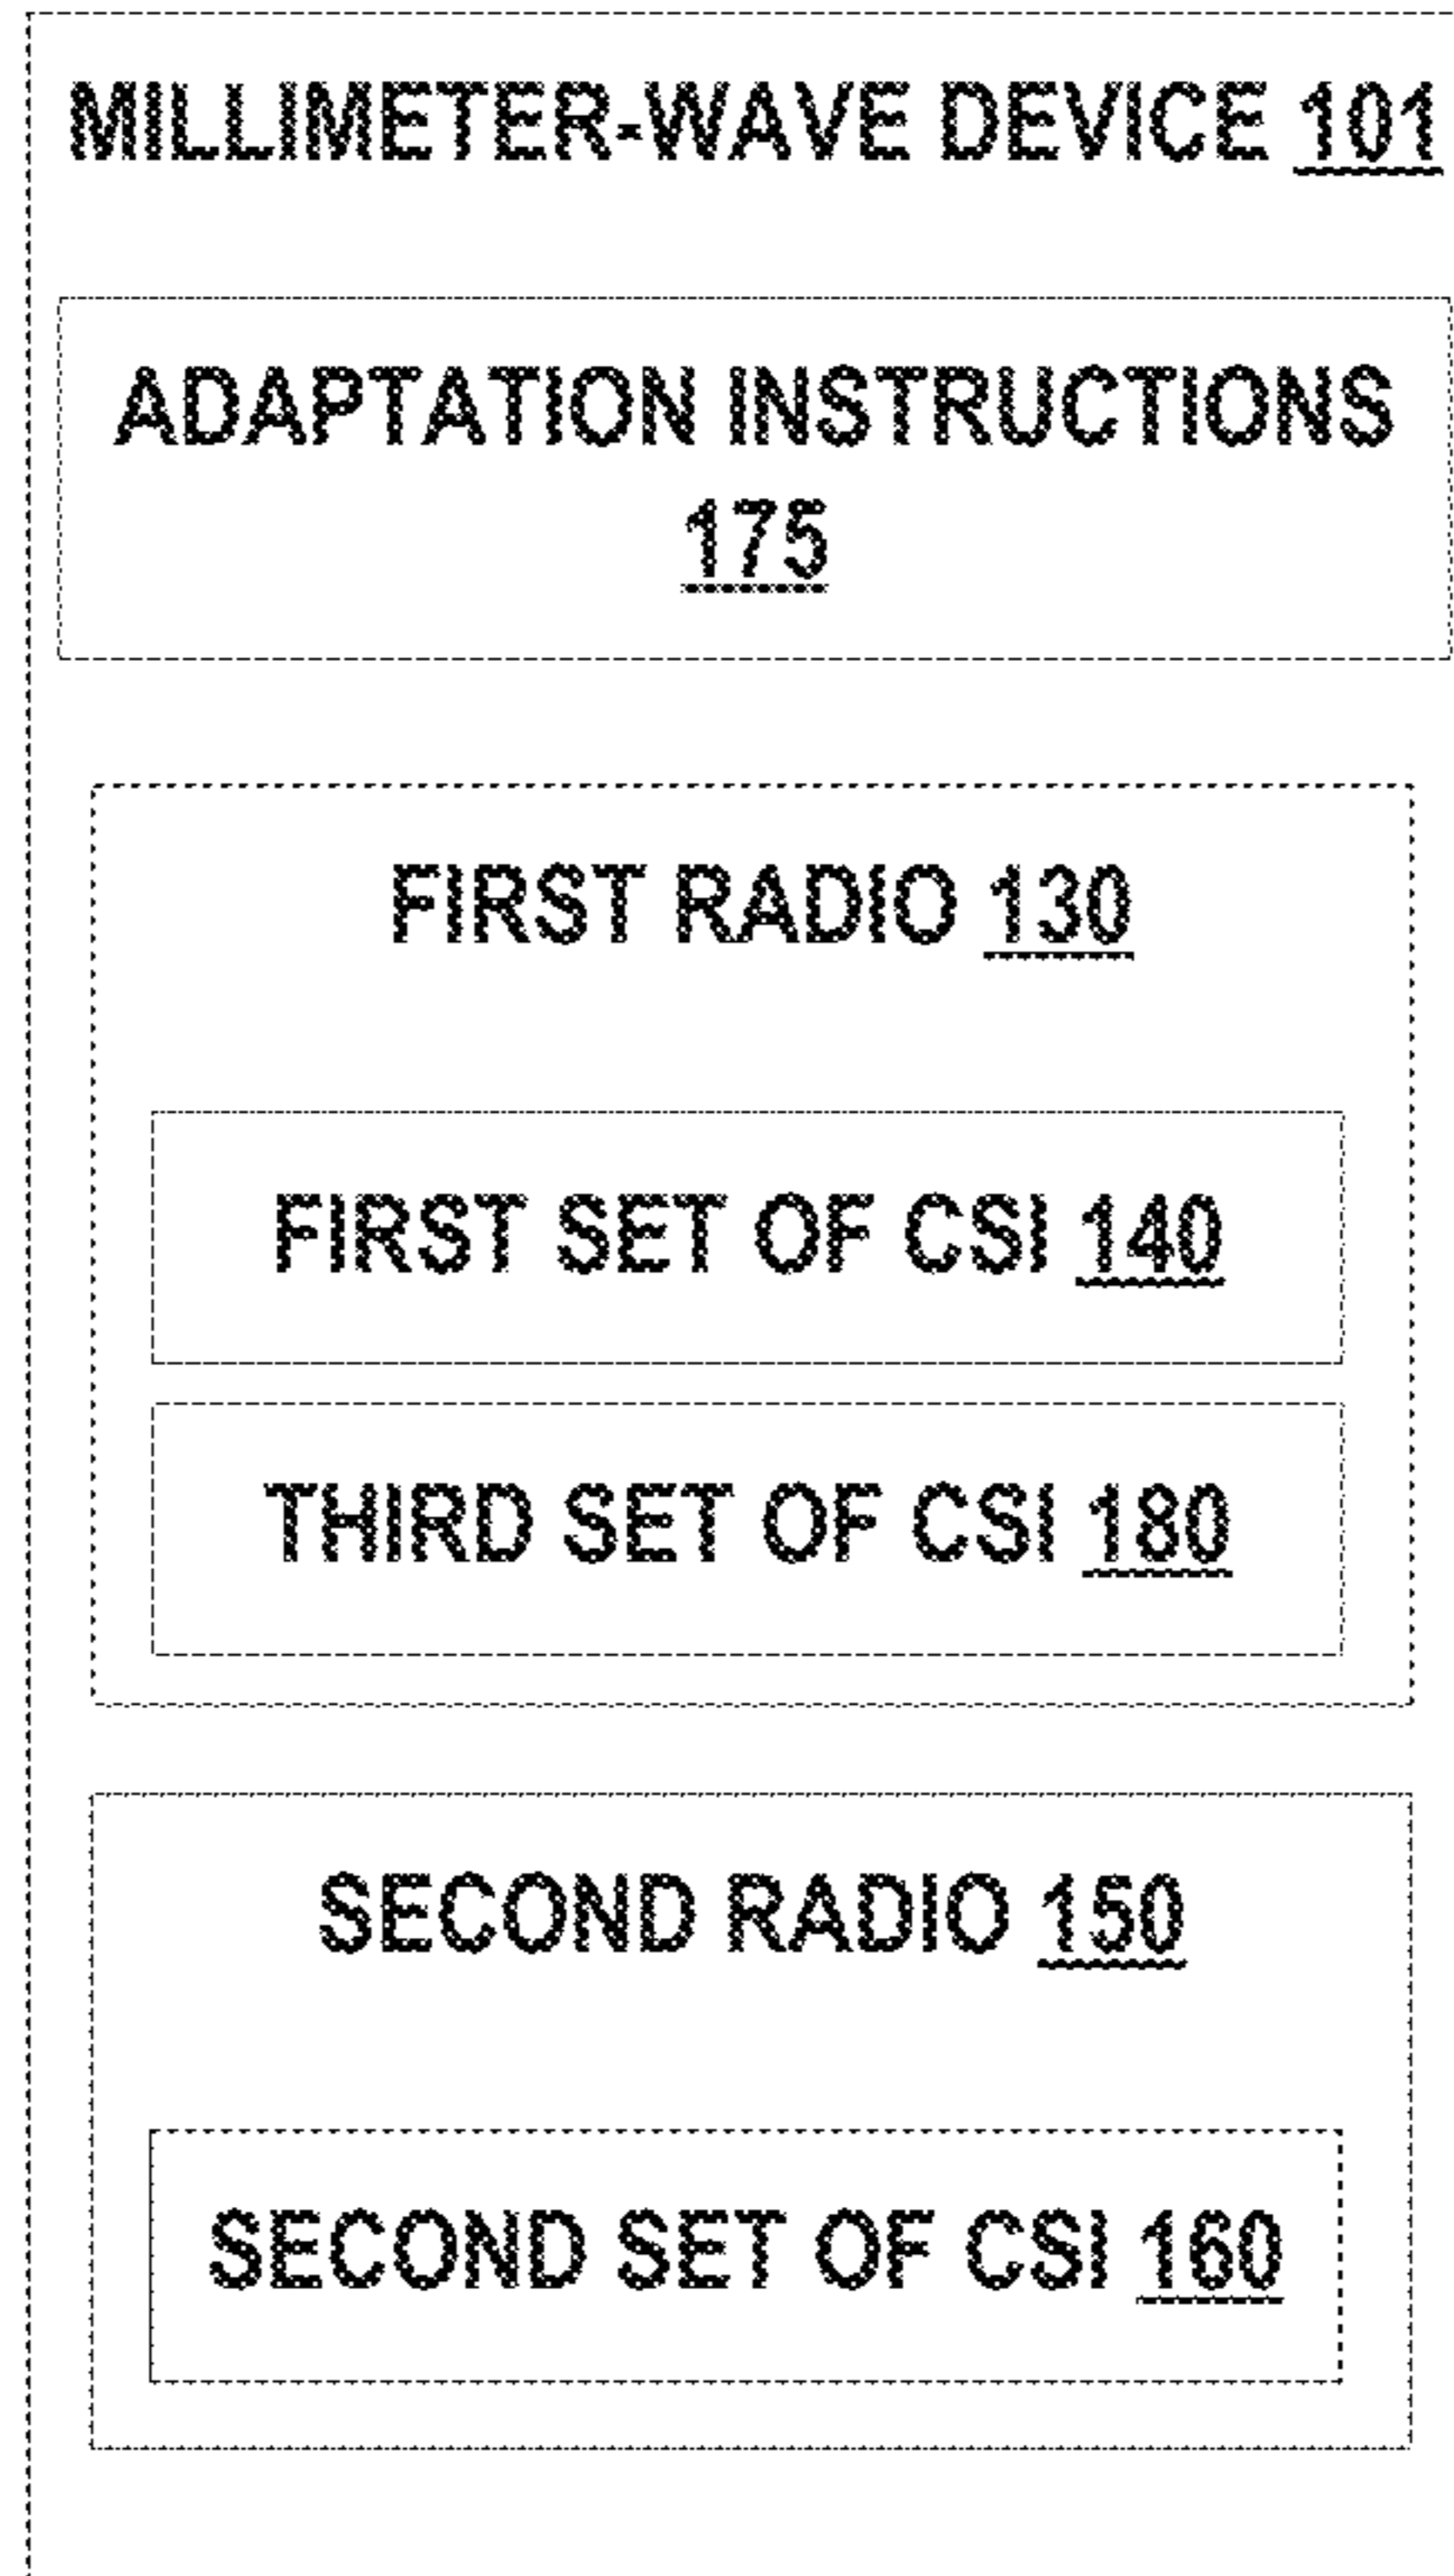 MILLIMETER-WAVE DEVICE 101
ADAPTATION INSTRUCTIONS
175
FIRST RADIO 130
FIRST SET OF CSI 140
THIRD SET OF CSI 180
SECOND RADIO 150
SECOND SET OF CSI 160